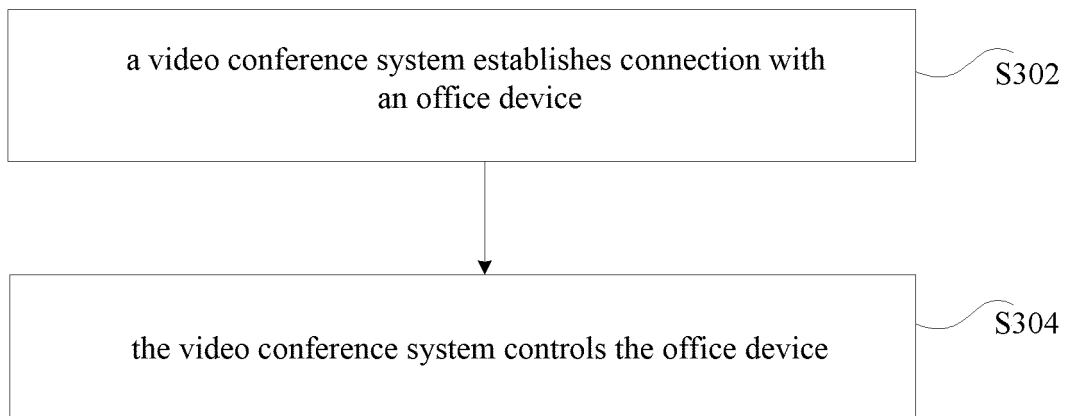 a video conference system establishes connection with
an office device
S302
the video conference system controls the office device
S304